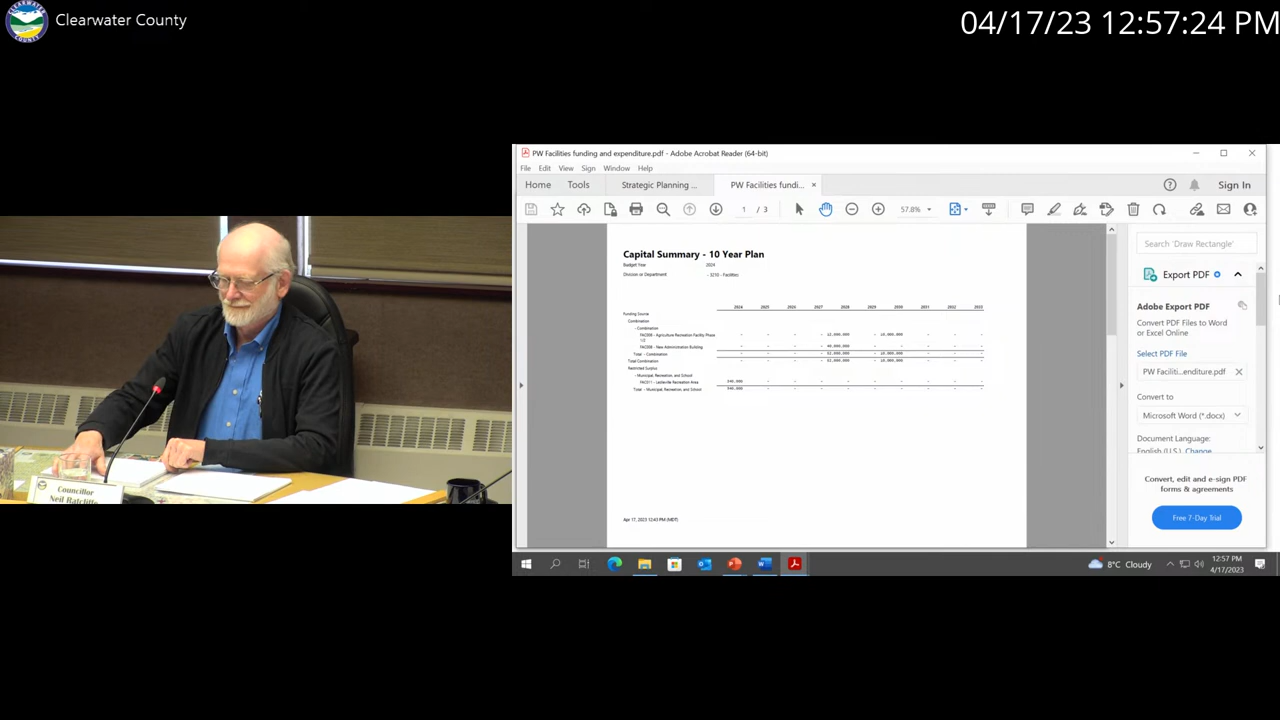 Clearwater County
04/17/23 12:57:24 PM
PW Facilities funding and expenditure.pdf - Adobe Acrobat Reader (64-bit)
File Edit View Sign Window Help
Home Tools Strategic Planning ... PW Facilities fundi... × Sign In
1 / 3 57.8%
Search 'Draw Rectangle'
Capital Summary - 10 Year Plan
Budget Year 2024
Division or Department - 3210 - Facilities
2024 2025 2026 2027 2028 2029 2030 2031 2032 2033
Funding Source
Combination
- Combination
FAC005 - Agriculture Recreation Facility Phase
New Administration Building
Total - Combination
Total Combination
Restricted Surplus
- Municipal, Recreation, and School
FAC011 - Leslieville Recreation Area
Total - Municipal, Recreation, and School
Apr 17, 2023 12:43 PM (MDT)
Export PDF
Adobe Export PDF
Convert PDF Files to Word
or Excel Online
Select PDF File
PW Faciliti...enditure.pdf
Convert to
Microsoft Word (*.docx)
Document Language:
English (U.S.) Change
Convert, edit and e-sign PDF
forms & agreements
Free 7-Day Trial
8°C Cloudy
12:57 PM
4/17/2023
Councillor
Neil Ratcliffe